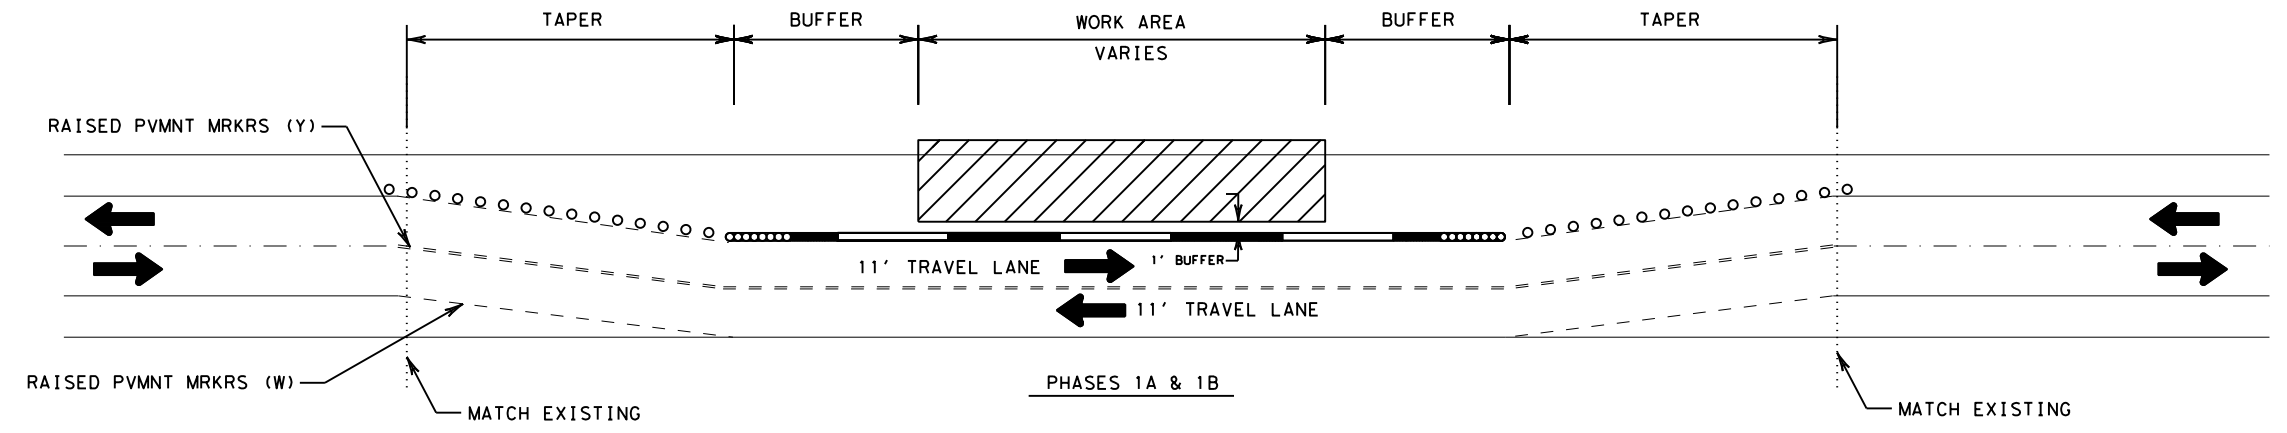 TAPER
BUFFER
WORK AREA
BUFFER
TAPER
VARIES
RAISED PVMNT MRKRS (Y)
11' TRAVEL LANE
1' BUFFER
11' TRAVEL LANE
RAISED PVMNT MRKRS (W)
PHASES 1A & 1B
MATCH EXISTING
MATCH EXISTING